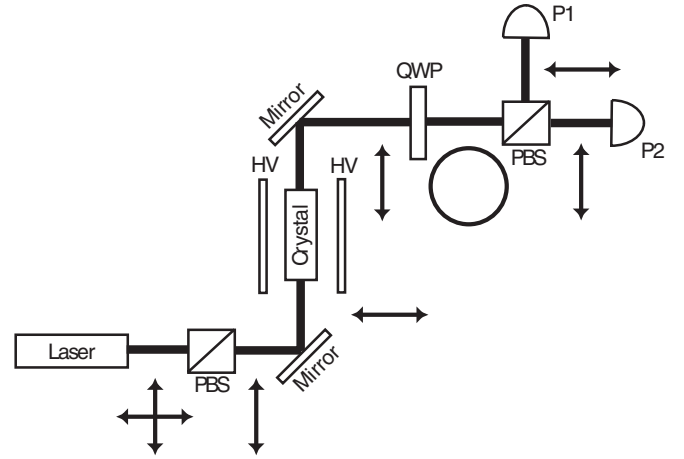 P1
QWP
Mirror
PBS
P2
HV
HV
Crystal
Laser
PBS
Mirror